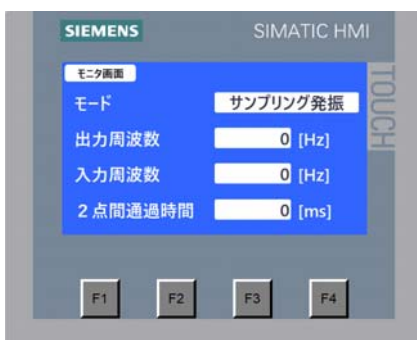 SIEMENS
SIMATIC HMI
TOUCH
モニタ画面
モード サンプリング発振
出力周波数 0 [Hz]
入力周波数 0 [Hz]
2点間通過時間 0 [ms]
F1 F2 F3 F4